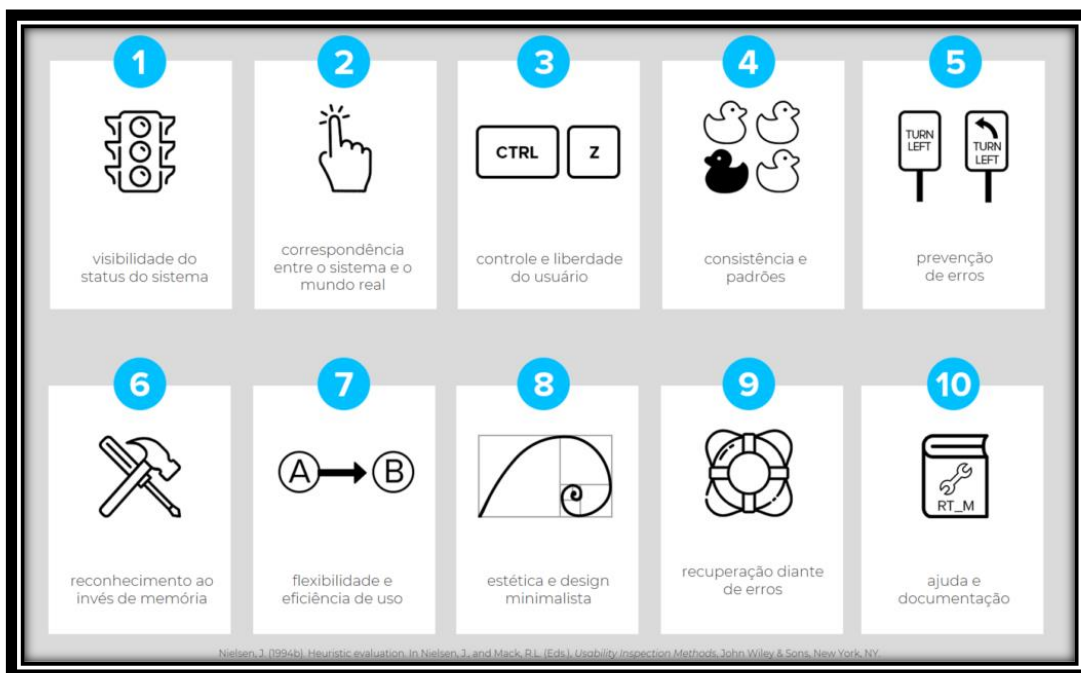 1
2
3
4
5
CTRL
Z
TURN
LEFT
TURN
LEFT
visibilidade do
status do sistema
correspondência
entre o sistema e o
mundo real
controle e liberdade
do usuário
consistência e
padrões
prevenção
de erros
6
7
8
9
10
A
B
RT_M
reconhecimento ao
invés de memória
flexibilidade e
eficiência de uso
estética e design
minimalista
recuperação diante
de erros
ajuda e
documentação
Nielsen, J. (1994b). Heuristic evaluation. In Nielsen, J., and Mack, R.L. (Eds.), Usability Inspection Methods, John Wiley & Sons, New York, NY.